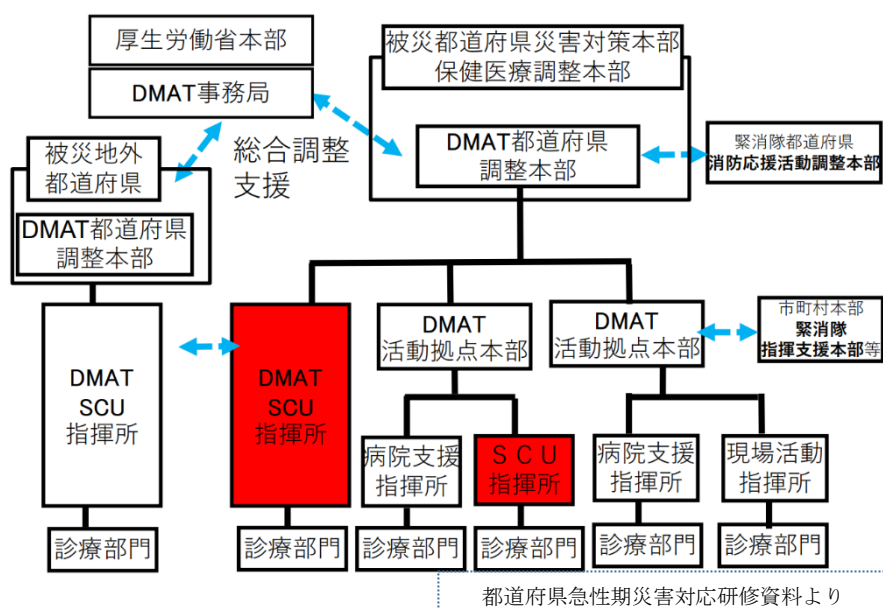 厚生労働省本部
DMAT事務局
被災都道府県災害対策本部
保健医療調整本部
DMAT都道府県
調整本部
緊消隊都道府県
消防応援活動調整本部
総合調整
支援
被災地外
都道府県
DMAT都道府県
調整本部
DMAT
SCU
指揮所
DMAT
SCU
指揮所
DMAT
活動拠点本部
DMAT
活動拠点本部
市町村本部
緊消隊
指揮支援本部等
病院支援
指揮所
ＳＣＵ
指揮所
病院支援
指揮所
現場活動
指揮所
診療部門
診療部門
診療部門
診療部門
診療部門
診療部門
都道府県急性期災害対応研修資料より